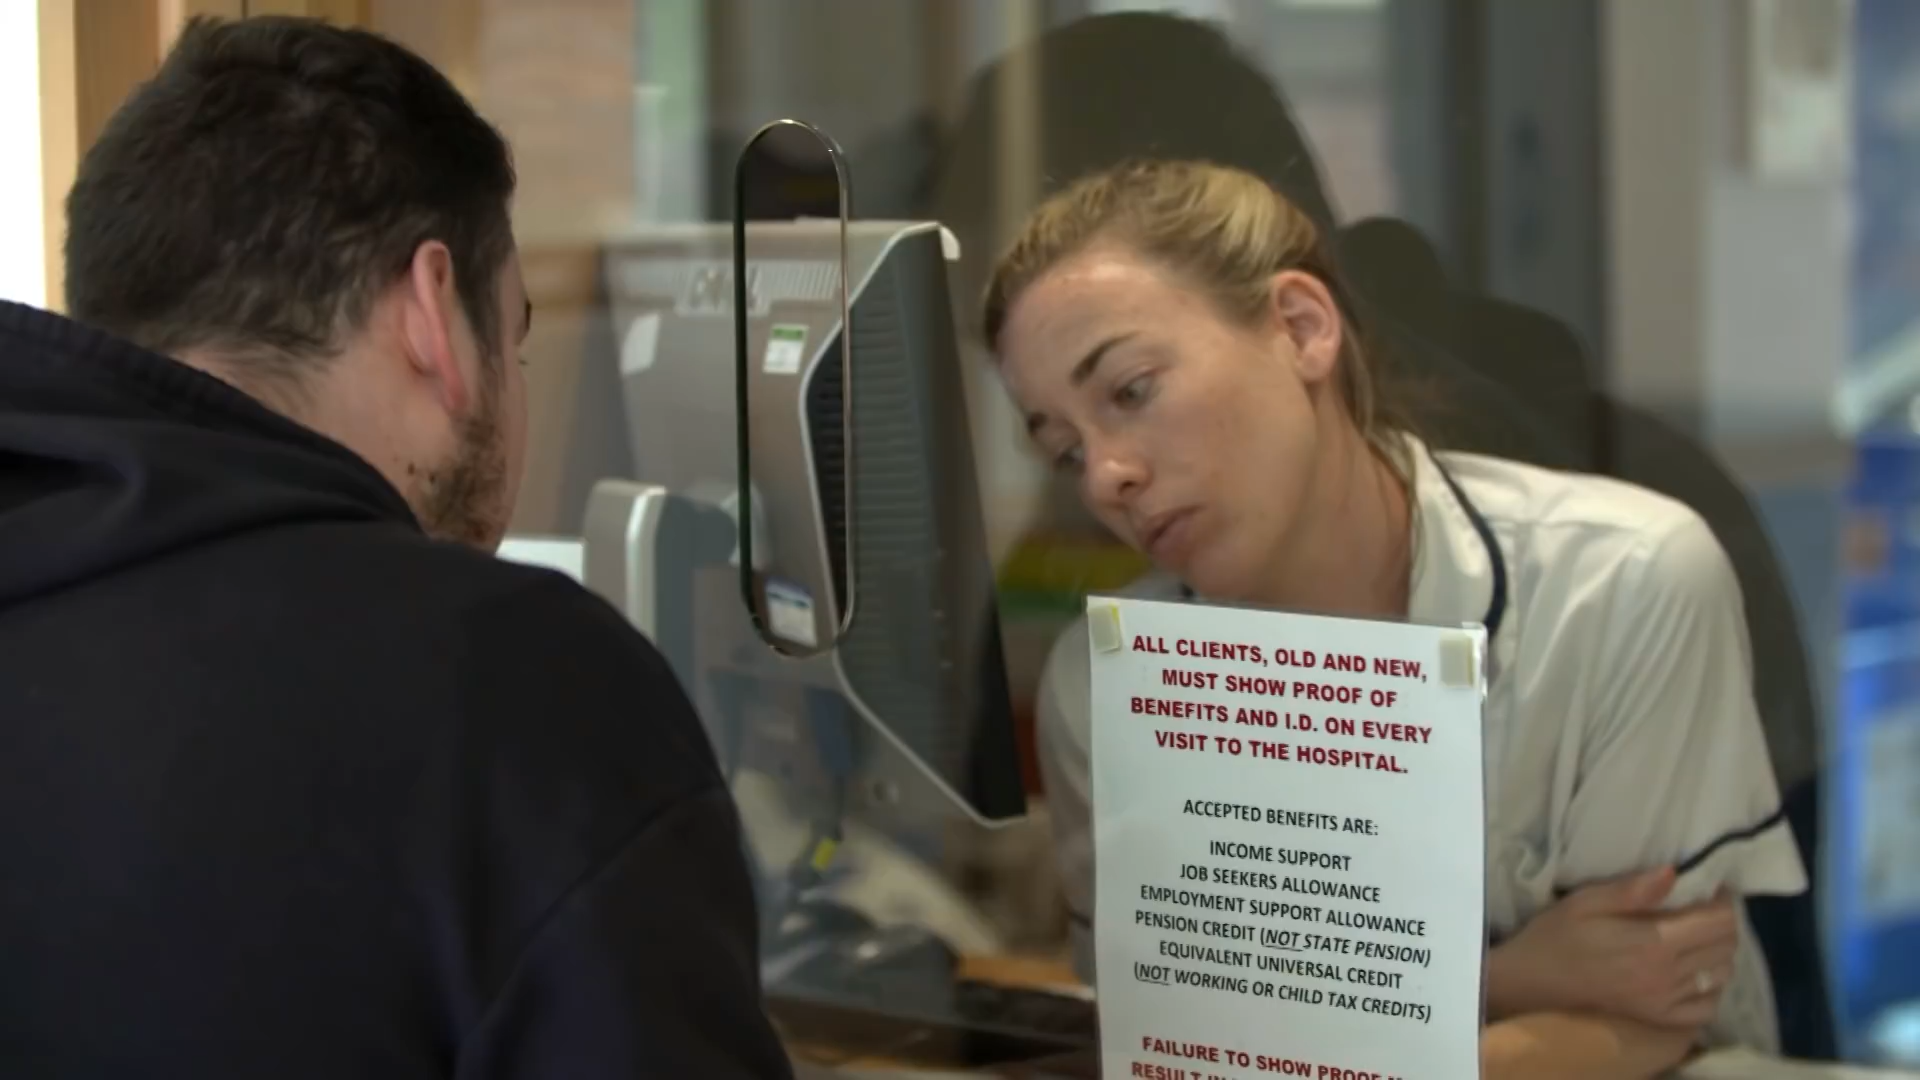 ALL CLIENTS, OLD AND NEW,
MUST SHOW PROOF OF
BENEFITS AND I.D. ON EVERY
VISIT TO THE HOSPITAL.
ACCEPTED BENEFITS ARE:
INCOME SUPPORT
JOB SEEKERS ALLOWANCE
EMPLOYMENT SUPPORT ALLOWANCE
PENSION CREDIT (NOT STATE PENSION)
EQUIVALENT UNIVERSAL CREDIT
(NOT WORKING OR CHILD TAX CREDITS)
FAILURE TO SHOW PROOF
RESULT IN